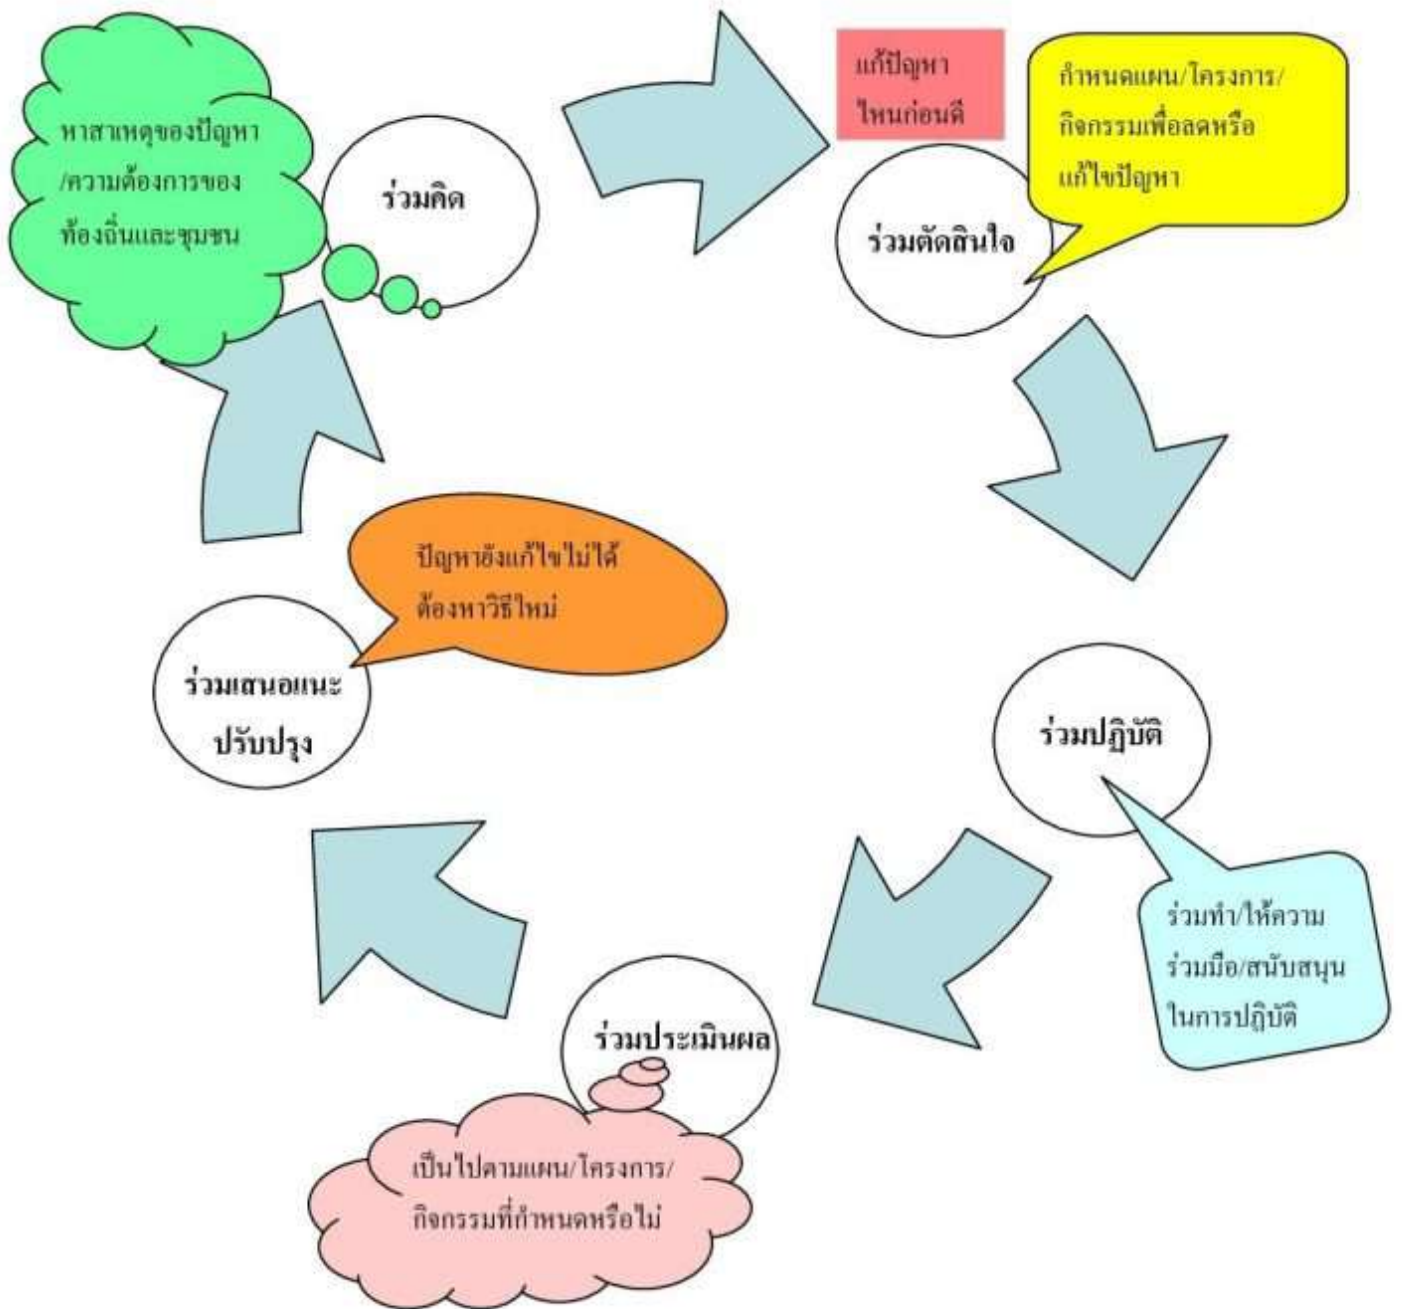 หาสาเหตุของปัญหา
/ความต้องการของ
ท้องถิ่นและชุมชน
ร่วมคิด
แก้ปัญหา
ไหนก่อนดี
กำหนดแผน/โครงการ/
กิจกรรมเพื่อลดหรือ
แก้ไขปัญหา
ร่วมตัดสินใจ
ปัญหายังแก้ไขไม่ได้
ต้องหาวิธีใหม่
ร่วมเสนอแนะ
ปรับปรุง
ร่วมปฏิบัติ
ร่วมทำ/ให้ความ
ร่วมมือ/สนับสนุน
ในการปฏิบัติ
ร่วมประเมินผล
เป็นไปตามแผน/โครงการ/
กิจกรรมที่กำหนดหรือไม่